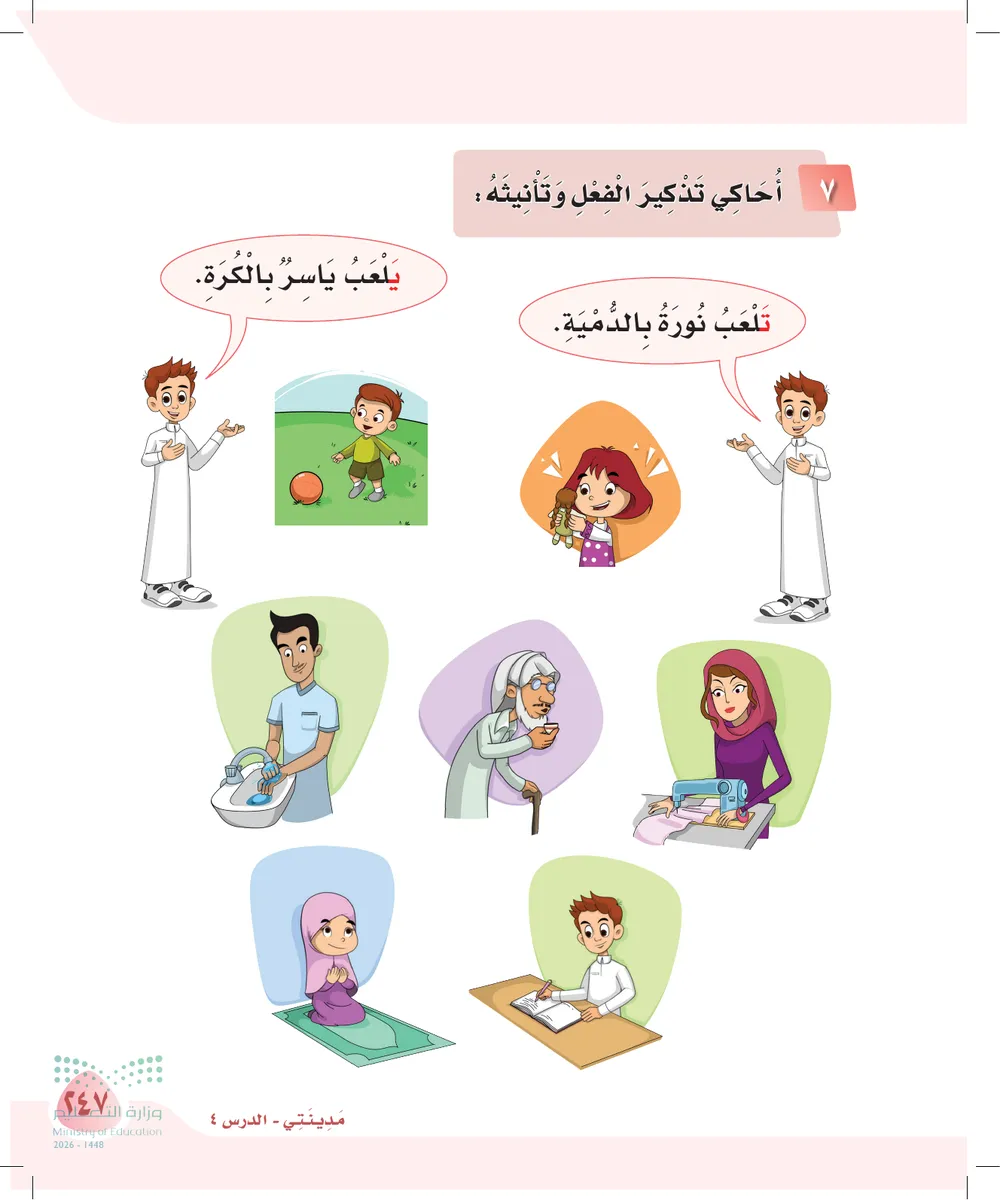 ٧
أُحَاكِي تَذْكِيرَ الْفِعْلِ وَتَأْنِيثَهُ :
تَلْعَبُ نُورَةُ بِالدُّمْيَةِ.
يَلْعَبُ يَاسِرٌ بِالْكُرَةِ.
مَدِينَتِي - الدرس ٤
٢٤٧
وزارة التعليم
Ministry of Education
2026 - 1448